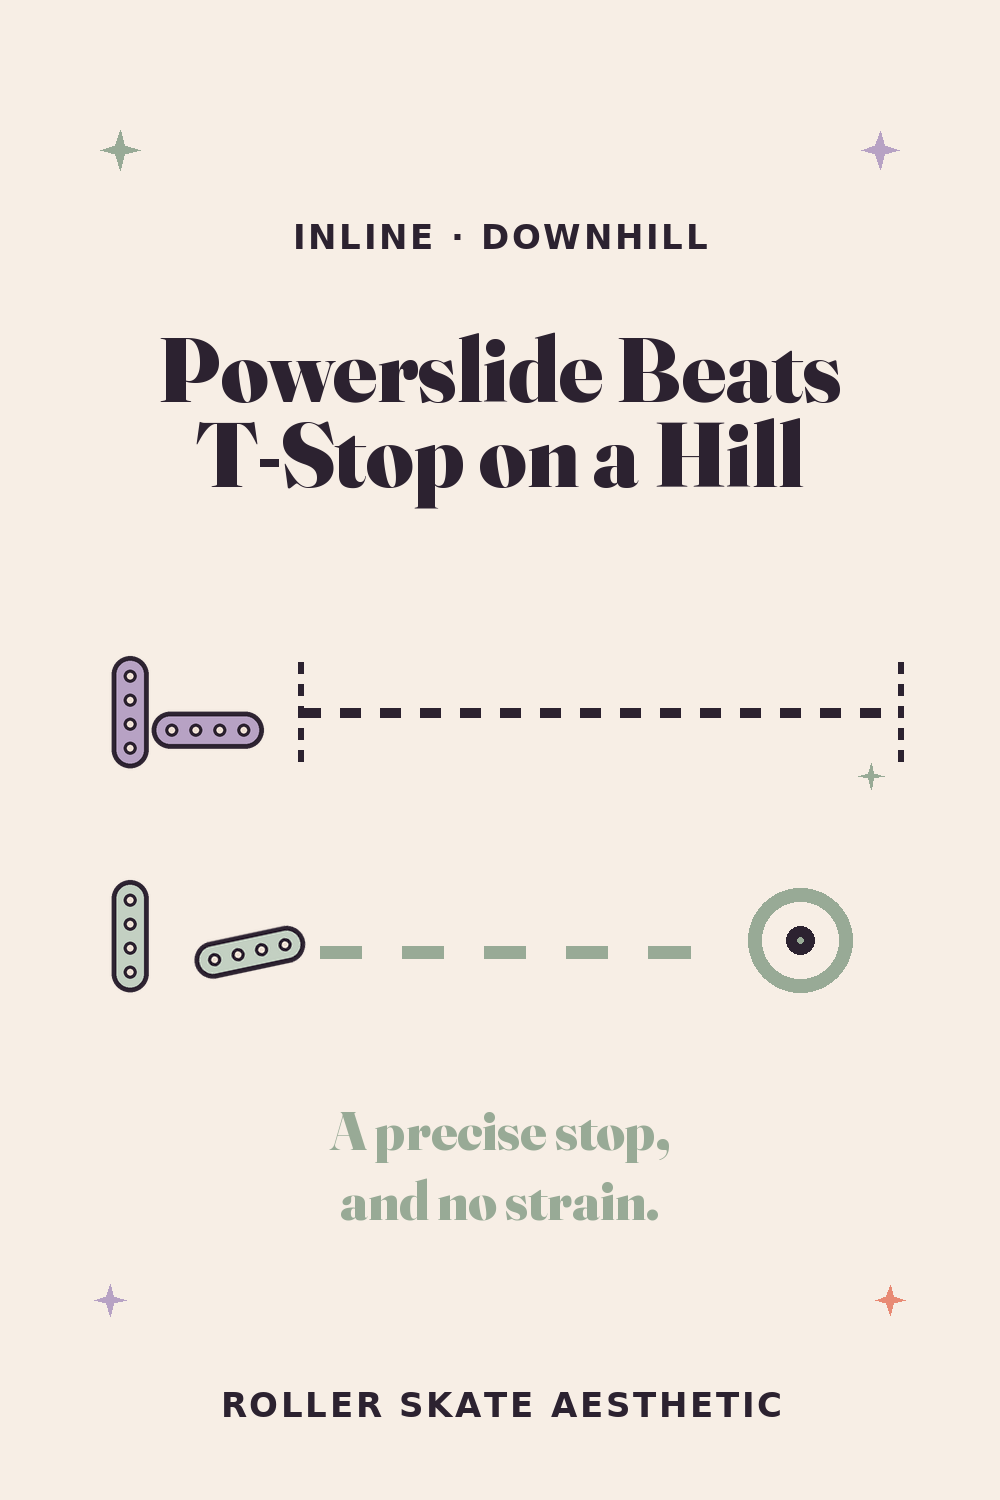 INLINE · DOWNHILL
Powerslide Beats
T-Stop on a Hill
A precise stop,
and no strain.
ROLLER SKATE AESTHETIC